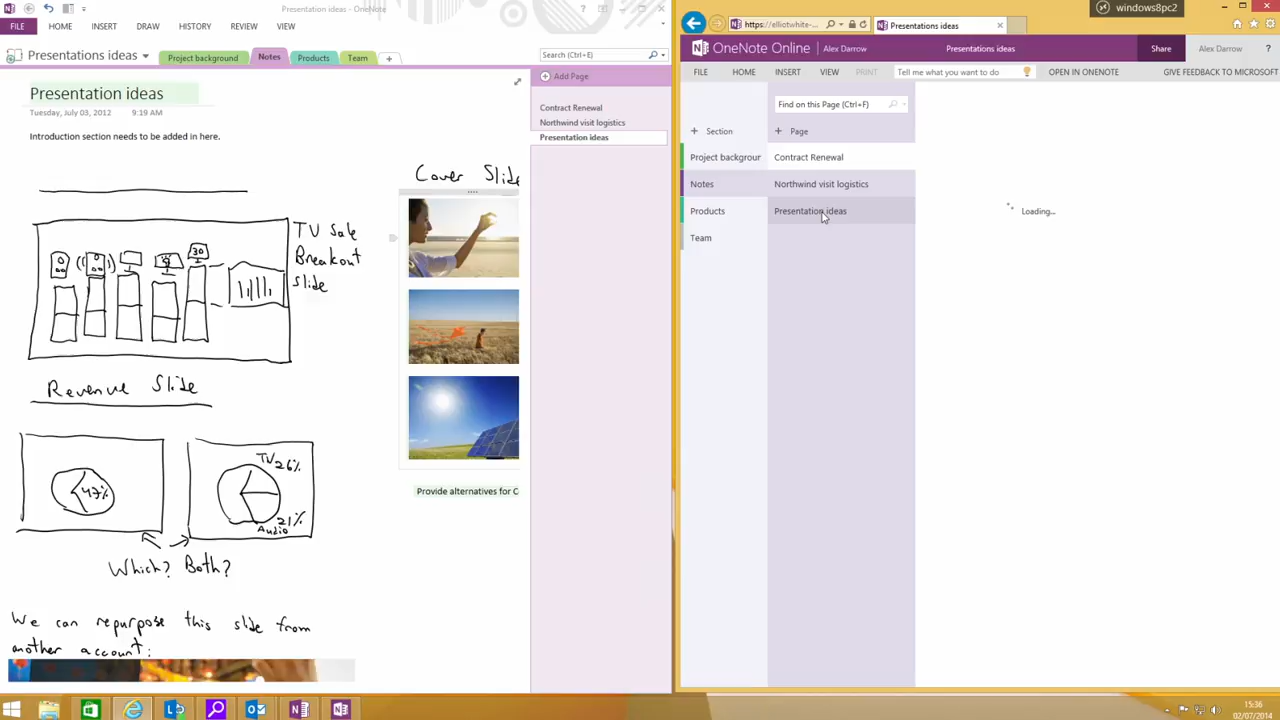 Presentation ideas - OneNote
FILE HOME INSERT DRAW HISTORY REVIEW VIEW
Presentations ideas Project background Notes Products Team
Search (Ctrl+E)
Add Page
Contract Renewal
Northwind visit logistics
Presentation ideas
Presentation ideas
Tuesday, July 03, 2012 9:19 AM
Introduction section needs to be added in here.
Cover Slide
TV Sale
Breakout
slide
30
Revenue Slide
47%
TV 26%
21%
Audio
Which? Both?
Provide alternatives for C
We can repurpose this slide from
another account:
windows8pc2
https://elliotwhite-...
Presentations ideas
OneNote Online Alex Darrow Presentations ideas Share Alex Darrow ?
FILE HOME INSERT VIEW PRINT Tell me what you want to do OPEN IN ONENOTE GIVE FEEDBACK TO MICROSOFT
Find on this Page (Ctrl+F)
+ Section + Page
Project backgrour Contract Renewal
Notes Northwind visit logistics
Products Presentation ideas
Team
Loading...
15:36
02/07/2014